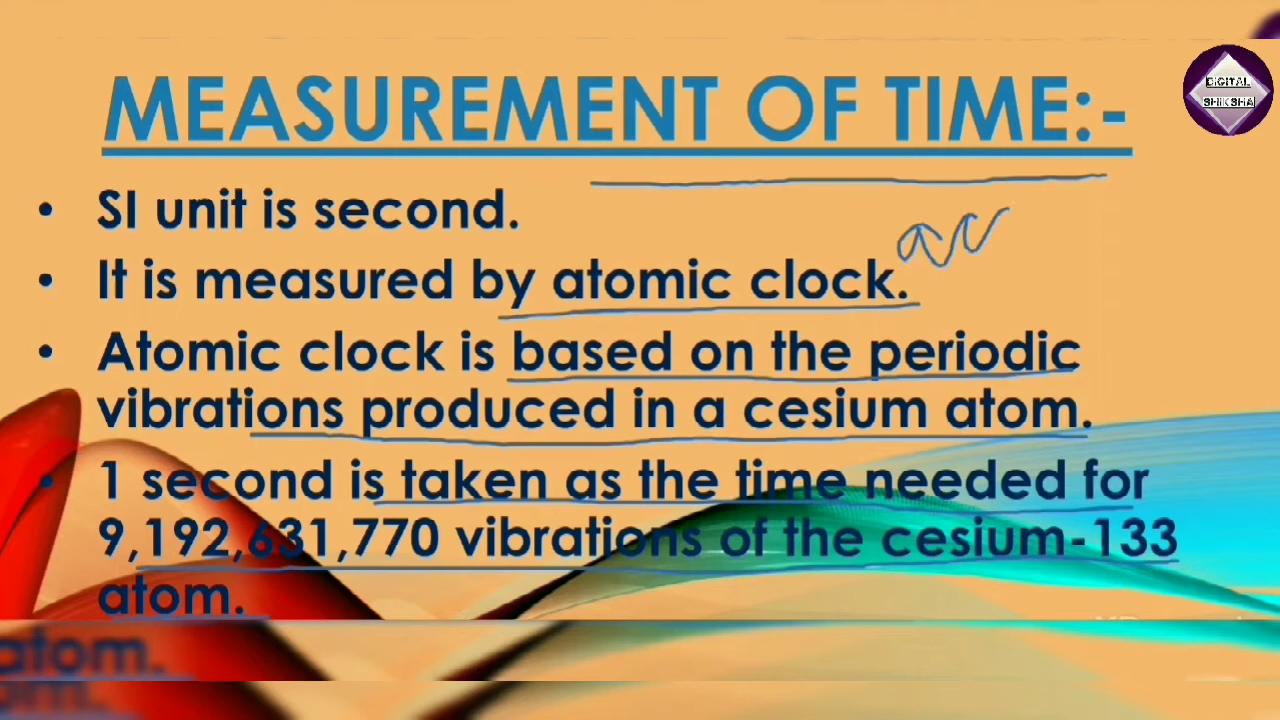 DIGITAL
SHIKSHA
MEASUREMENT OF TIME:-
• SI unit is second.
• It is measured by atomic clock.
• Atomic clock is based on the periodic
vibrations produced in a cesium atom.
• 1 second is taken as the time needed for
9,192,631,770 vibrations of the cesium-133
atom.
atom.